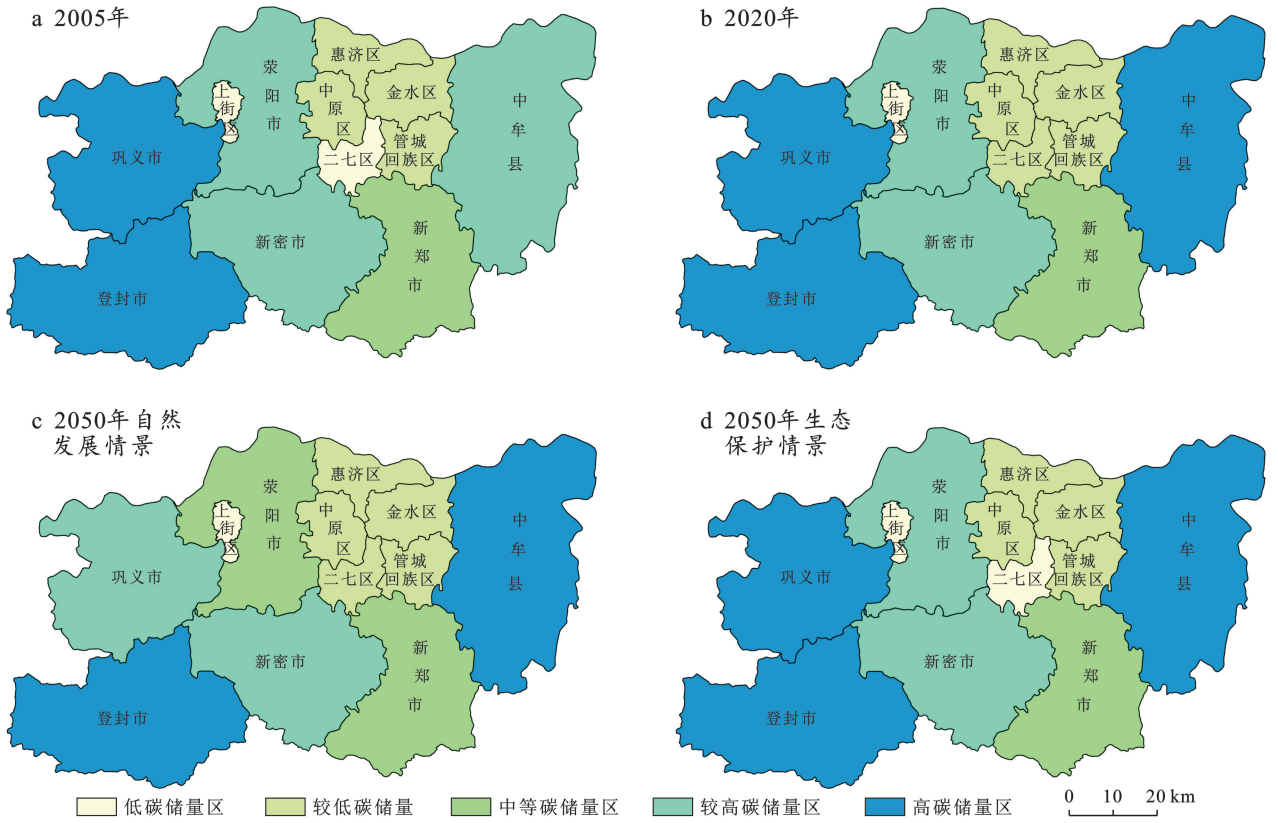 a 2005年
惠济区
荥阳市
上街区
中原区
金水区
中牟县
巩义市
二七区
管城
回族区
新密市
新郑市
登封市
b 2020年
惠济区
荥阳市
上街区
中原区
金水区
中牟县
巩义市
二七区
管城
回族区
新密市
新郑市
登封市
c 2050年自然
发展情景
惠济区
荥阳市
上街区
中原区
金水区
中牟县
巩义市
二七区
管城
回族区
新密市
新郑市
登封市
d 2050年生态
保护情景
惠济区
荥阳市
上街区
中原区
金水区
中牟县
巩义市
二七区
管城
回族区
新密市
新郑市
登封市
低碳储量区
较低碳储量
中等碳储量区
较高碳储量区
高碳储量区
0 10 20 km